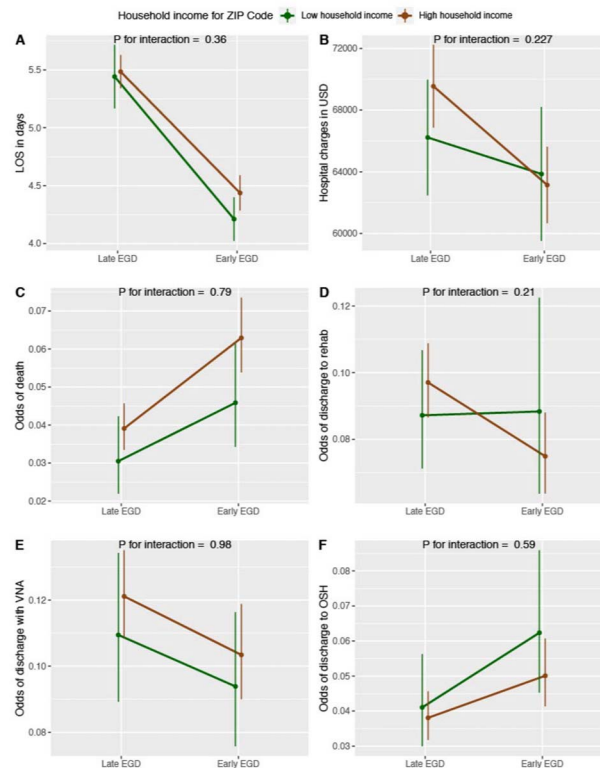 Household income for ZIP Code Low household income High household income
A
P for interaction = 0.36
LOS in days
5.5
5.0
4.5
4.0
Late EGD Early EGD
B
P for interaction = 0.227
Hospital charges in USD
72000
68000
64000
60000
Late EGD Early EGD
C
P for interaction = 0.79
Odds of death
0.07
0.06
0.05
0.04
0.03
0.02
Late EGD Early EGD
D
P for interaction = 0.21
Odds of discharge to rehab
0.12
0.10
0.08
Late EGD Early EGD
E
P for interaction = 0.98
Odds of discharge with VNA
0.12
0.10
0.08
Late EGD Early EGD
F
P for interaction = 0.59
Odds of discharge to OSH
0.08
0.07
0.06
0.05
0.04
0.03
Late EGD Early EGD